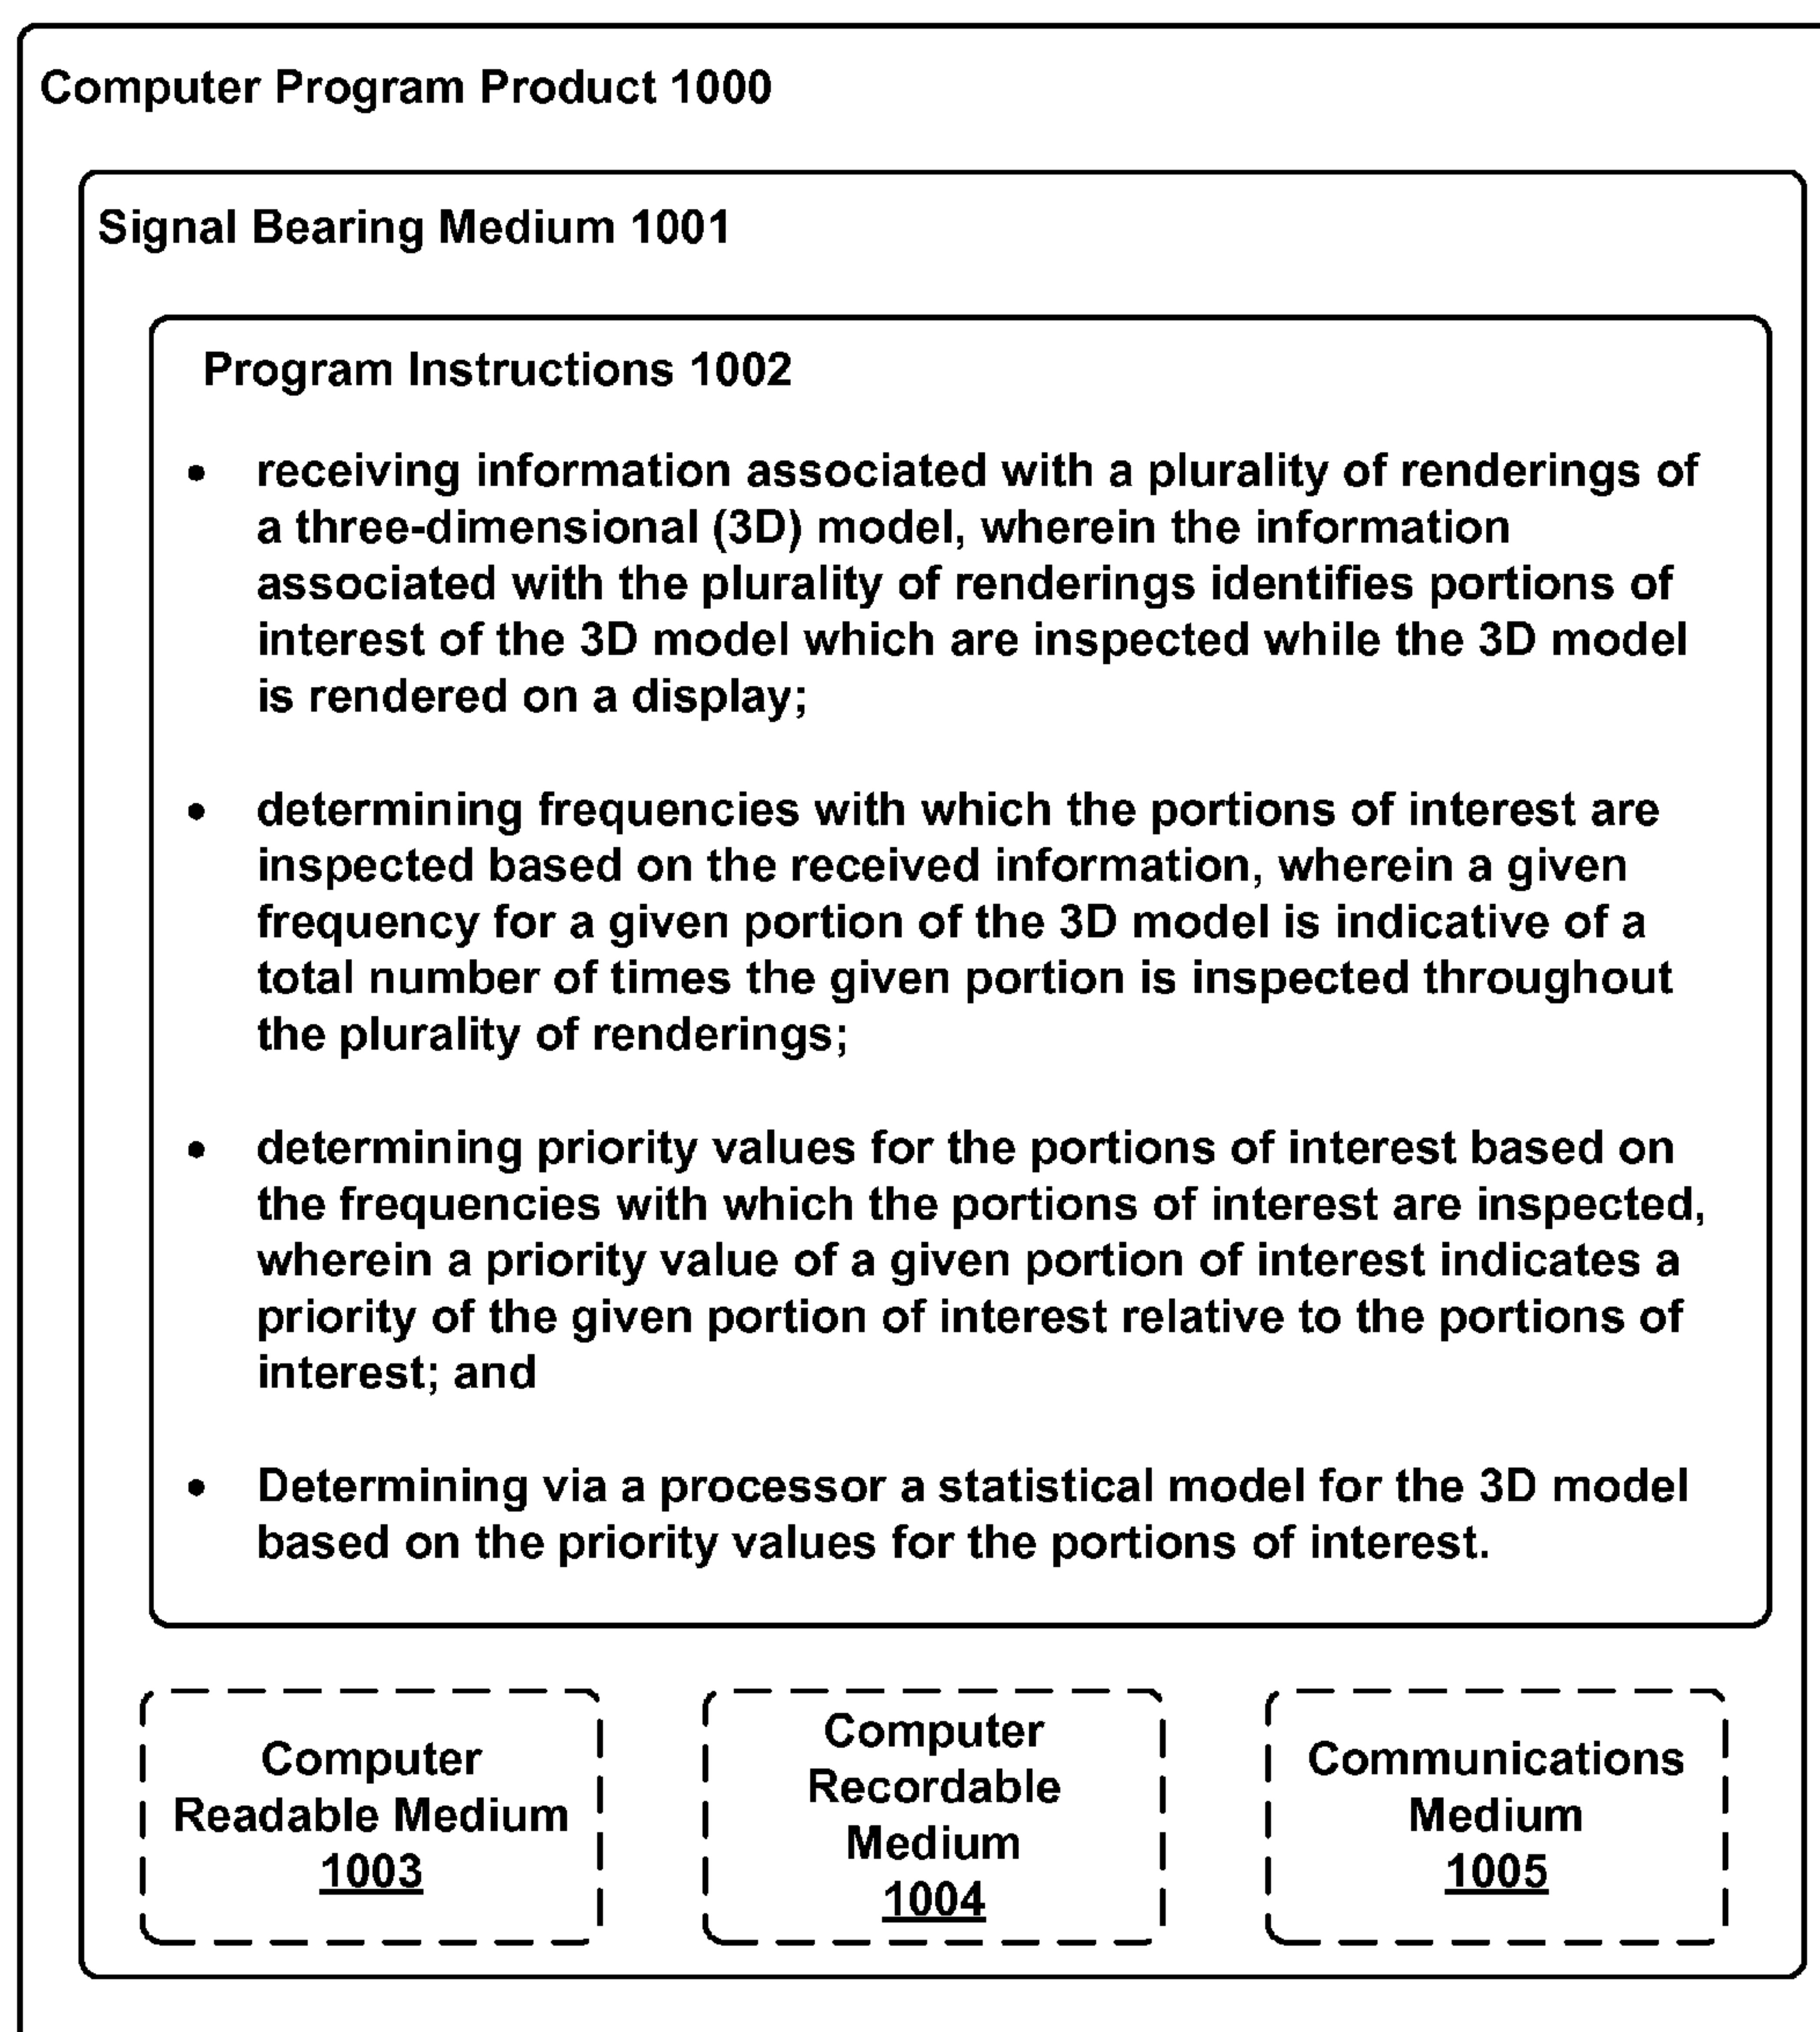 Computer Program Product 1000
Signal Bearing Medium 1001
Program Instructions 1002
• receiving information associated with a plurality of renderings of
a three-dimensional (3D) model, wherein the information
associated with the plurality of renderings identifies portions of
interest of the 3D model which are inspected while the 3D model
is rendered on a display;
• determining frequencies with which the portions of interest are
inspected based on the received information, wherein a given
frequency for a given portion of the 3D model is indicative of a
total number of times the given portion is inspected throughout
the plurality of renderings;
• determining priority values for the portions of interest based on
the frequencies with which the portions of interest are inspected,
wherein a priority value of a given portion of interest indicates a
priority of the given portion of interest relative to the portions of
interest; and
• Determining via a processor a statistical model for the 3D model
based on the priority values for the portions of interest.
Computer
Readable Medium
1003
Computer
Recordable
Medium
1004
Communications
Medium
1005